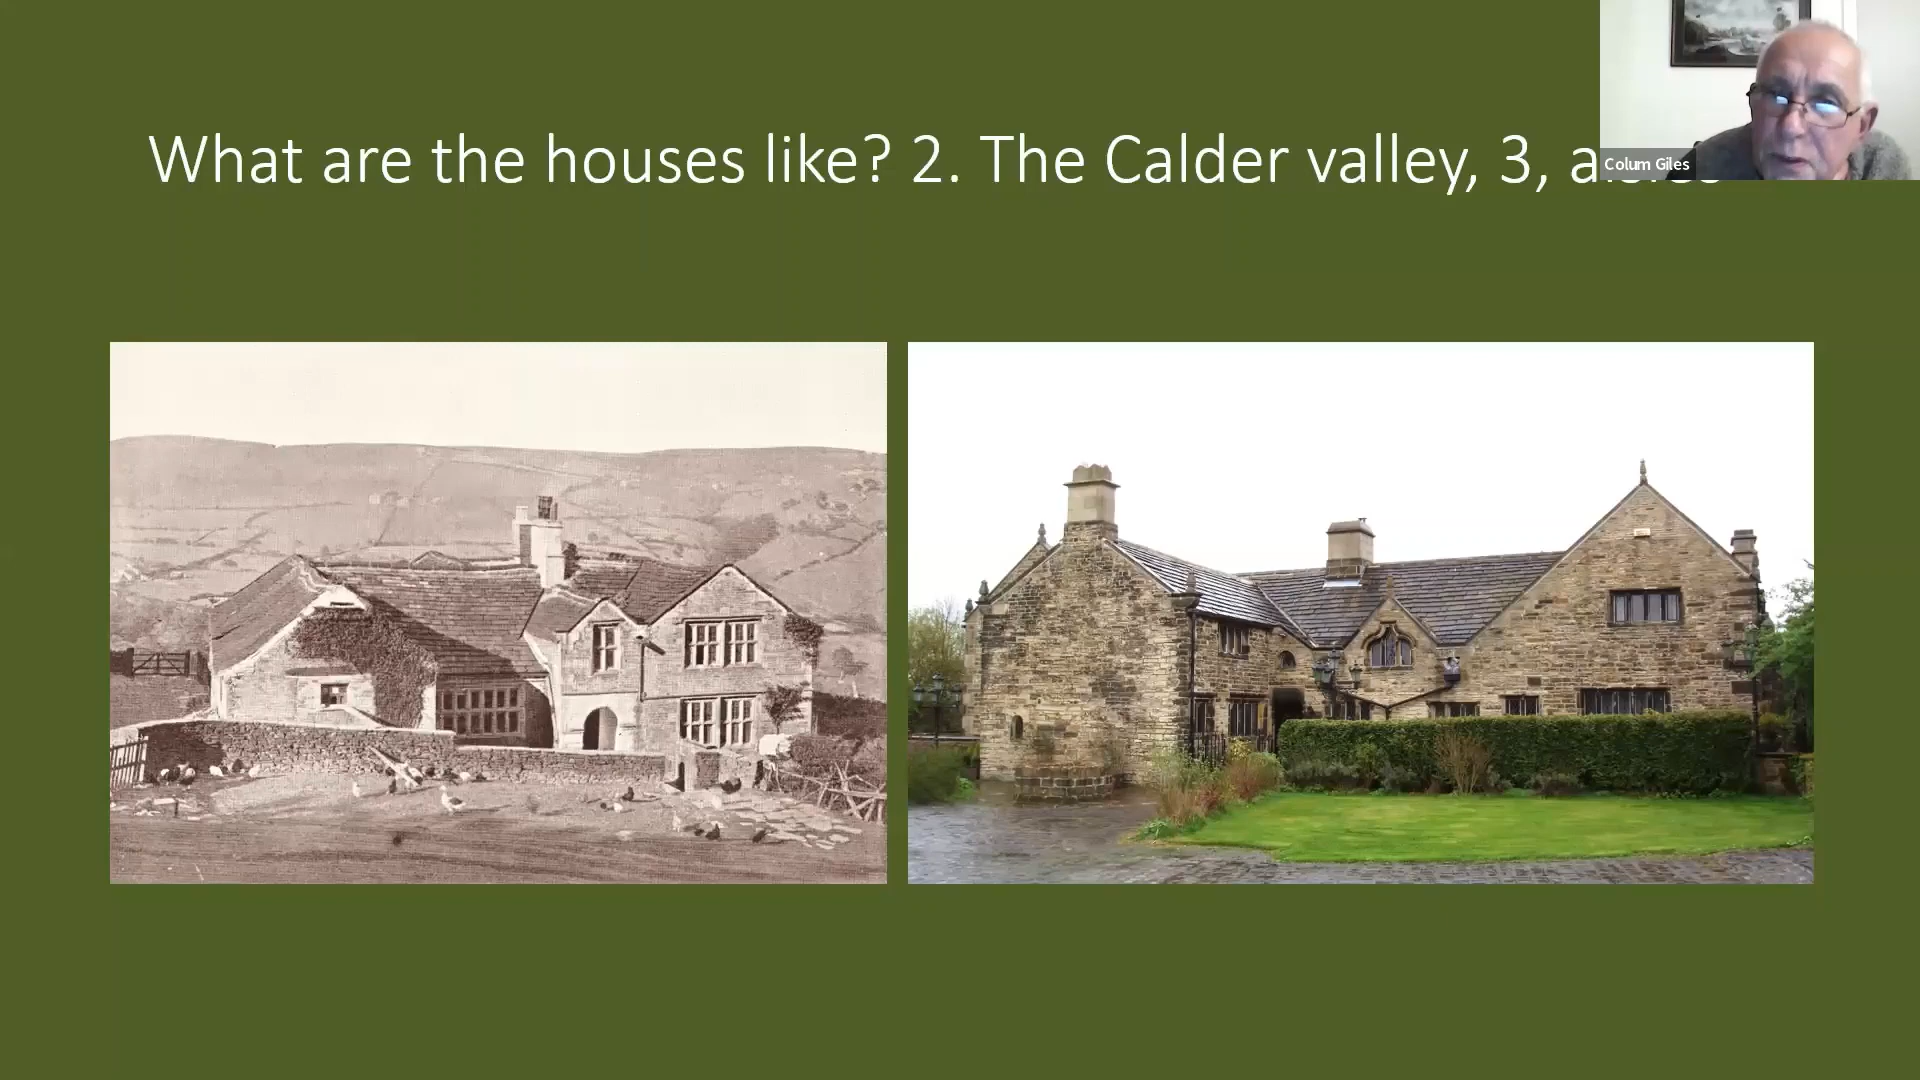 What are the houses like? 2. The Calder valley, 3,
Colum Giles